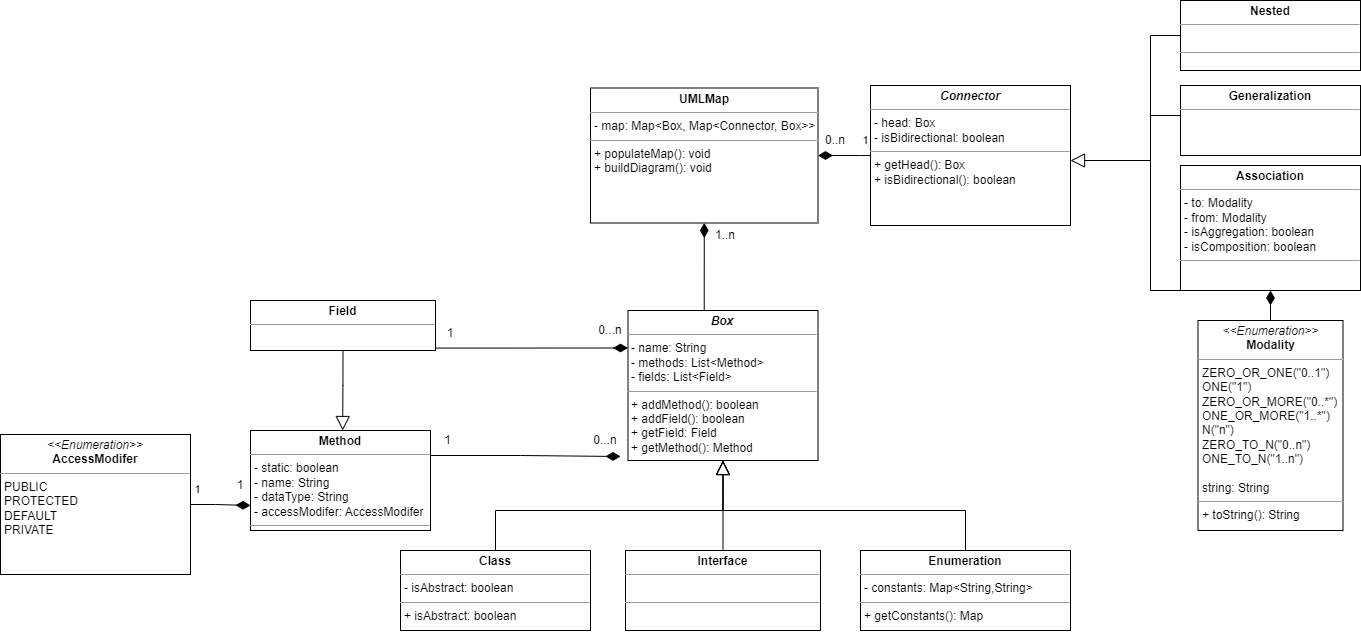 Nested
UMLMap
- map: Map<Box, Map<Connector, Box>>
+ populateMap(): void
+ buildDiagram(): void
0..n
1
1..n
Connector
- head: Box
- isBidirectional: boolean
+ getHead(): Box
+ isBidirectional(): boolean
Generalization
Association
- to: Modality
- from: Modality
- isAggregation: boolean
- isComposition: boolean
Field
1
0...n
Box
- name: String
- methods: List<Method>
- fields: List<Field>
+ addMethod(): boolean
+ addField(): boolean
+ getField: Field
+ getMethod(): Method
<<Enumeration>>
Modality
ZERO_OR_ONE("0..1")
ONE("1")
ZERO_OR_MORE("0..*")
ONE_OR_MORE("1..*")
N("n")
ZERO_TO_N("0..n")
ONE_TO_N("1..n")
string: String
+ toString(): String
<<Enumeration>>
AccessModifer
PUBLIC
PROTECTED
DEFAULT
PRIVATE
1
1
Method
- static: boolean
- name: String
- dataType: String
- accessModifer: AccessModifer
1
0...n
Class
- isAbstract: boolean
+ isAbstract: boolean
Interface
Enumeration
- constants: Map<String,String>
+ getConstants(): Map